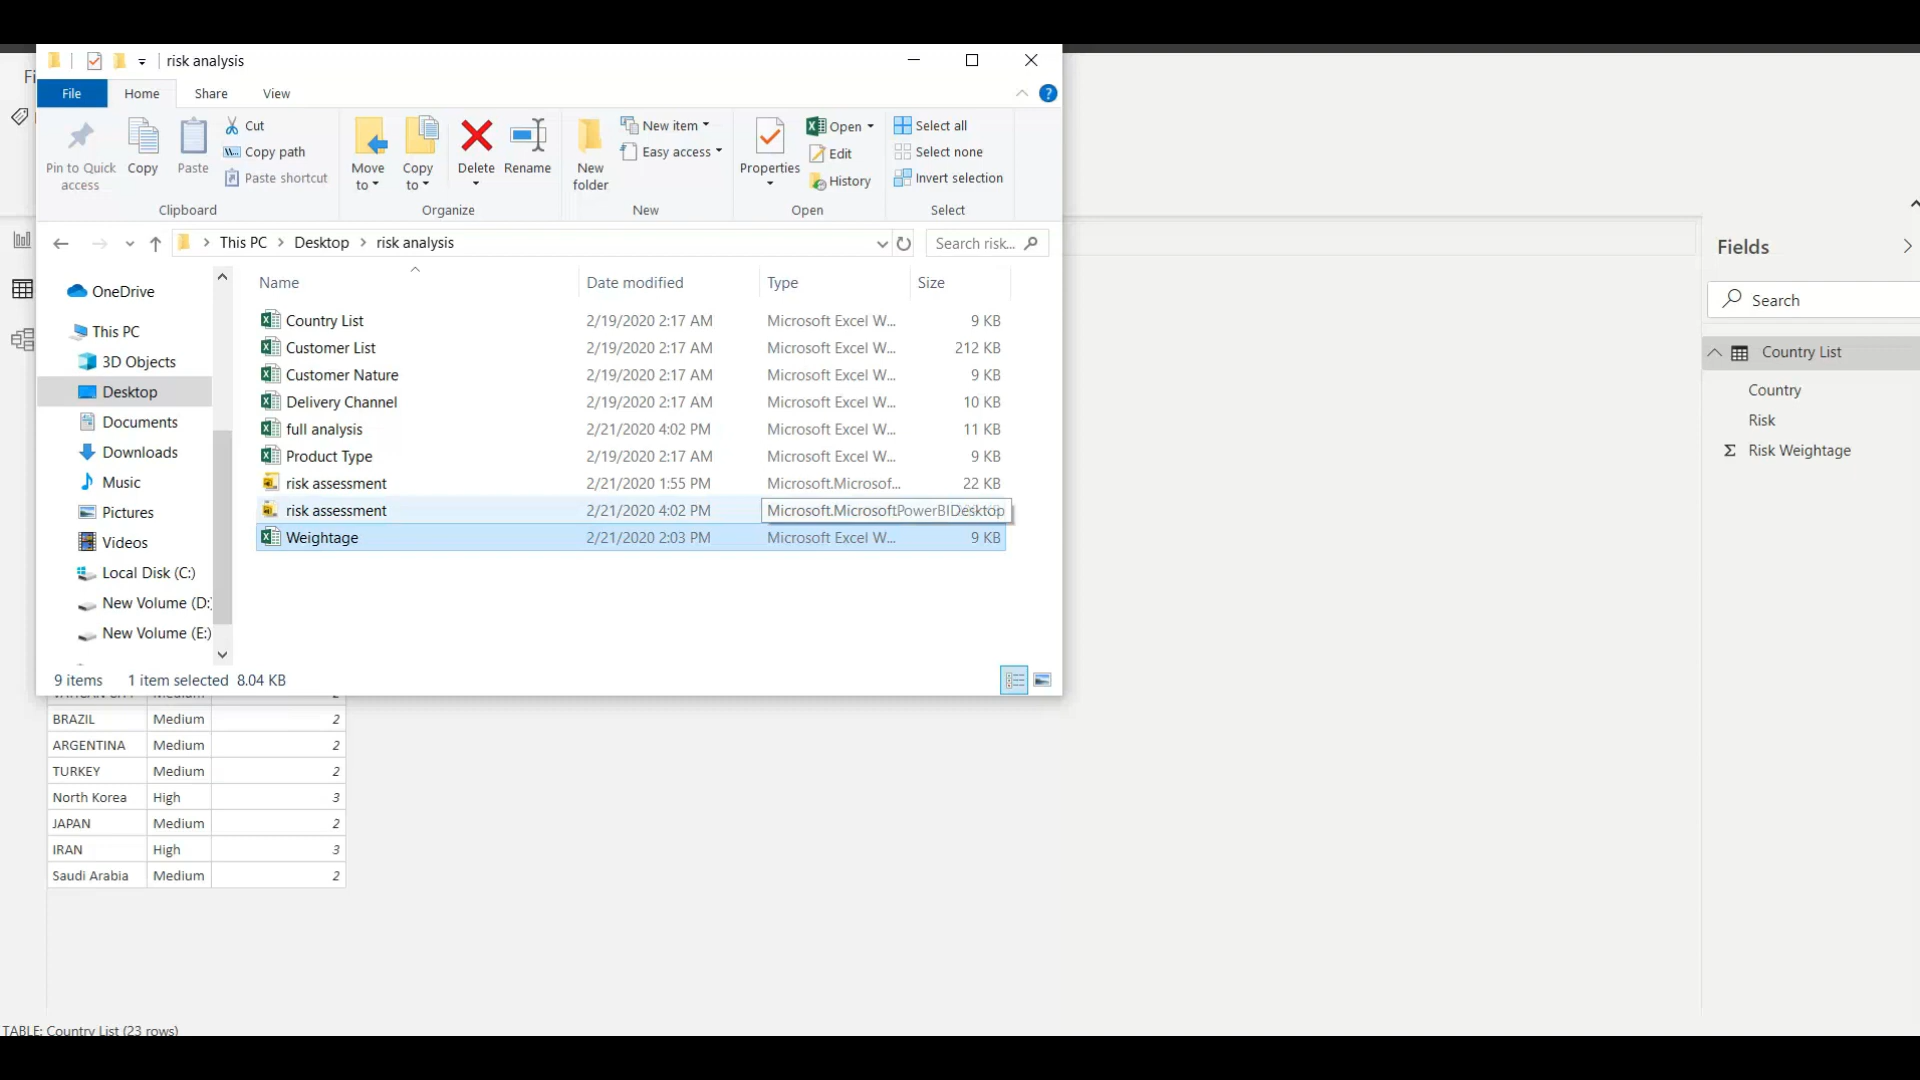 risk analysis
File Home Share View
Pin to Quick access
Copy
Paste
Cut
Copy path
Paste shortcut
Clipboard
Move to
Copy to
Delete
Rename
Organize
New folder
New item
Easy access
New
Properties
Open
Edit
History
Open
Select all
Select none
Invert selection
Select
This PC > Desktop > risk analysis
Search risk...
OneDrive
This PC
3D Objects
Desktop
Documents
Downloads
Music
Pictures
Videos
Local Disk (C:)
New Volume (D:
New Volume (E:)
Name Date modified Type Size
Country List 2/19/2020 2:17 AM Microsoft Excel W... 9 KB
Customer List 2/19/2020 2:17 AM Microsoft Excel W... 212 KB
Customer Nature 2/19/2020 2:17 AM Microsoft Excel W... 9 KB
Delivery Channel 2/19/2020 2:17 AM Microsoft Excel W... 10 KB
full analysis 2/21/2020 4:02 PM Microsoft Excel W... 11 KB
Product Type 2/19/2020 2:17 AM Microsoft Excel W... 9 KB
risk assessment 2/21/2020 1:55 PM Microsoft.Microsof... 22 KB
risk assessment 2/21/2020 4:02 PM Microsoft.MicrosoftPowerBIDesktop
Weightage 2/21/2020 2:03 PM Microsoft Excel W... 9 KB
9 items 1 item selected 8.04 KB
BRAZIL Medium 2
ARGENTINA Medium 2
TURKEY Medium 2
North Korea High 3
JAPAN Medium 2
IRAN High 3
Saudi Arabia Medium 2
TABLE: Country List (23 rows)
Fields
Search
Country List
Country
Risk
Risk Weightage